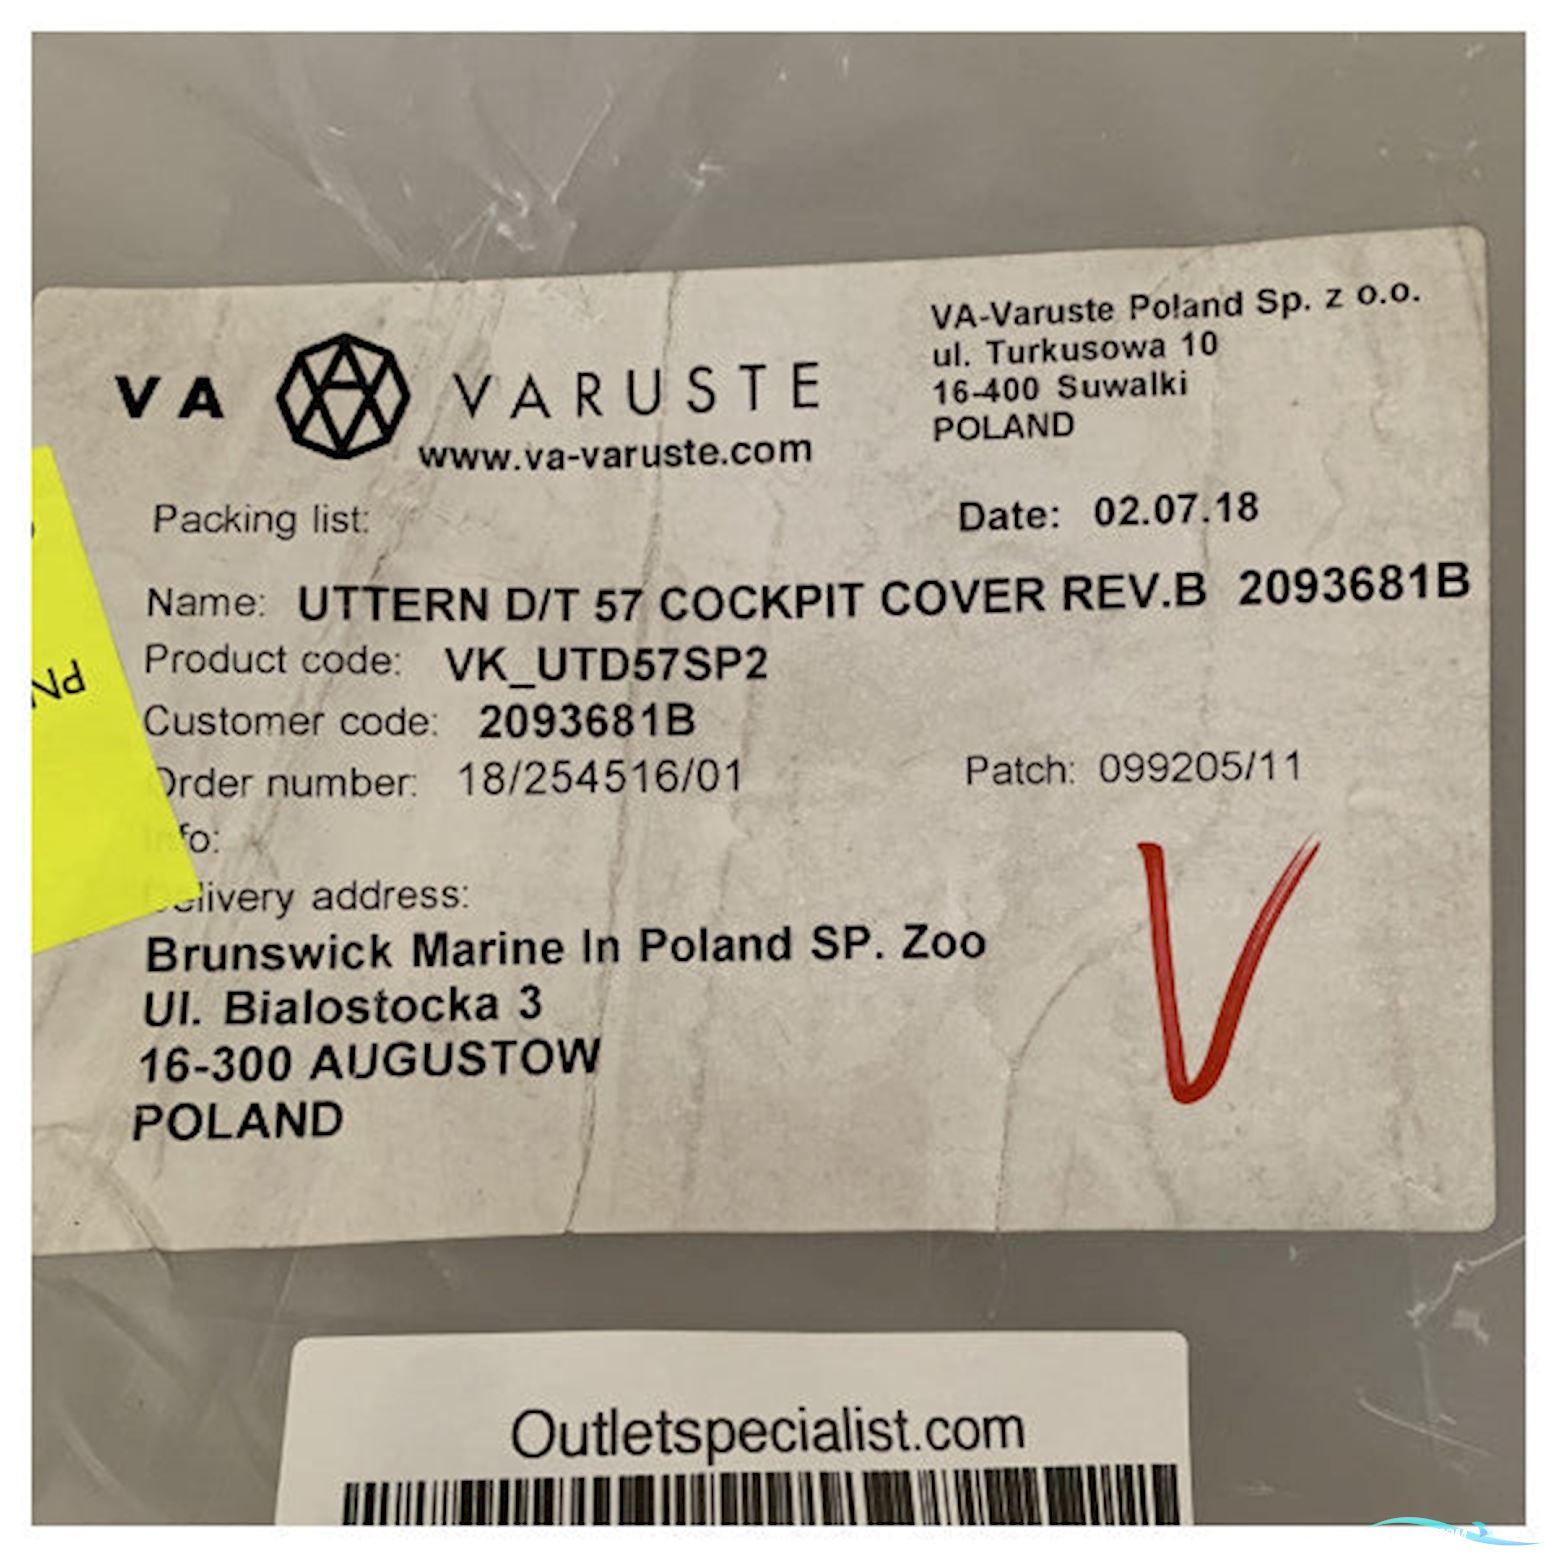 VA VARUSTE
www.va-varuste.com
VA-Varuste Poland Sp. z o.o.
ul. Turkusowa 10
16-400 Suwalki
POLAND
Packing list:
Date: 02.07.18
Name: UTTERN D/T 57 COCKPIT COVER REV.B 2093681B
Product code: VK_UTD57SP2
Customer code: 2093681B
Order number: 18/254516/01
Patch: 099205/11
Info:
Delivery address:
Brunswick Marine In Poland SP. Zoo
Ul. Bialostocka 3
16-300 AUGUSTOW
POLAND
V
Outletspecialist.com